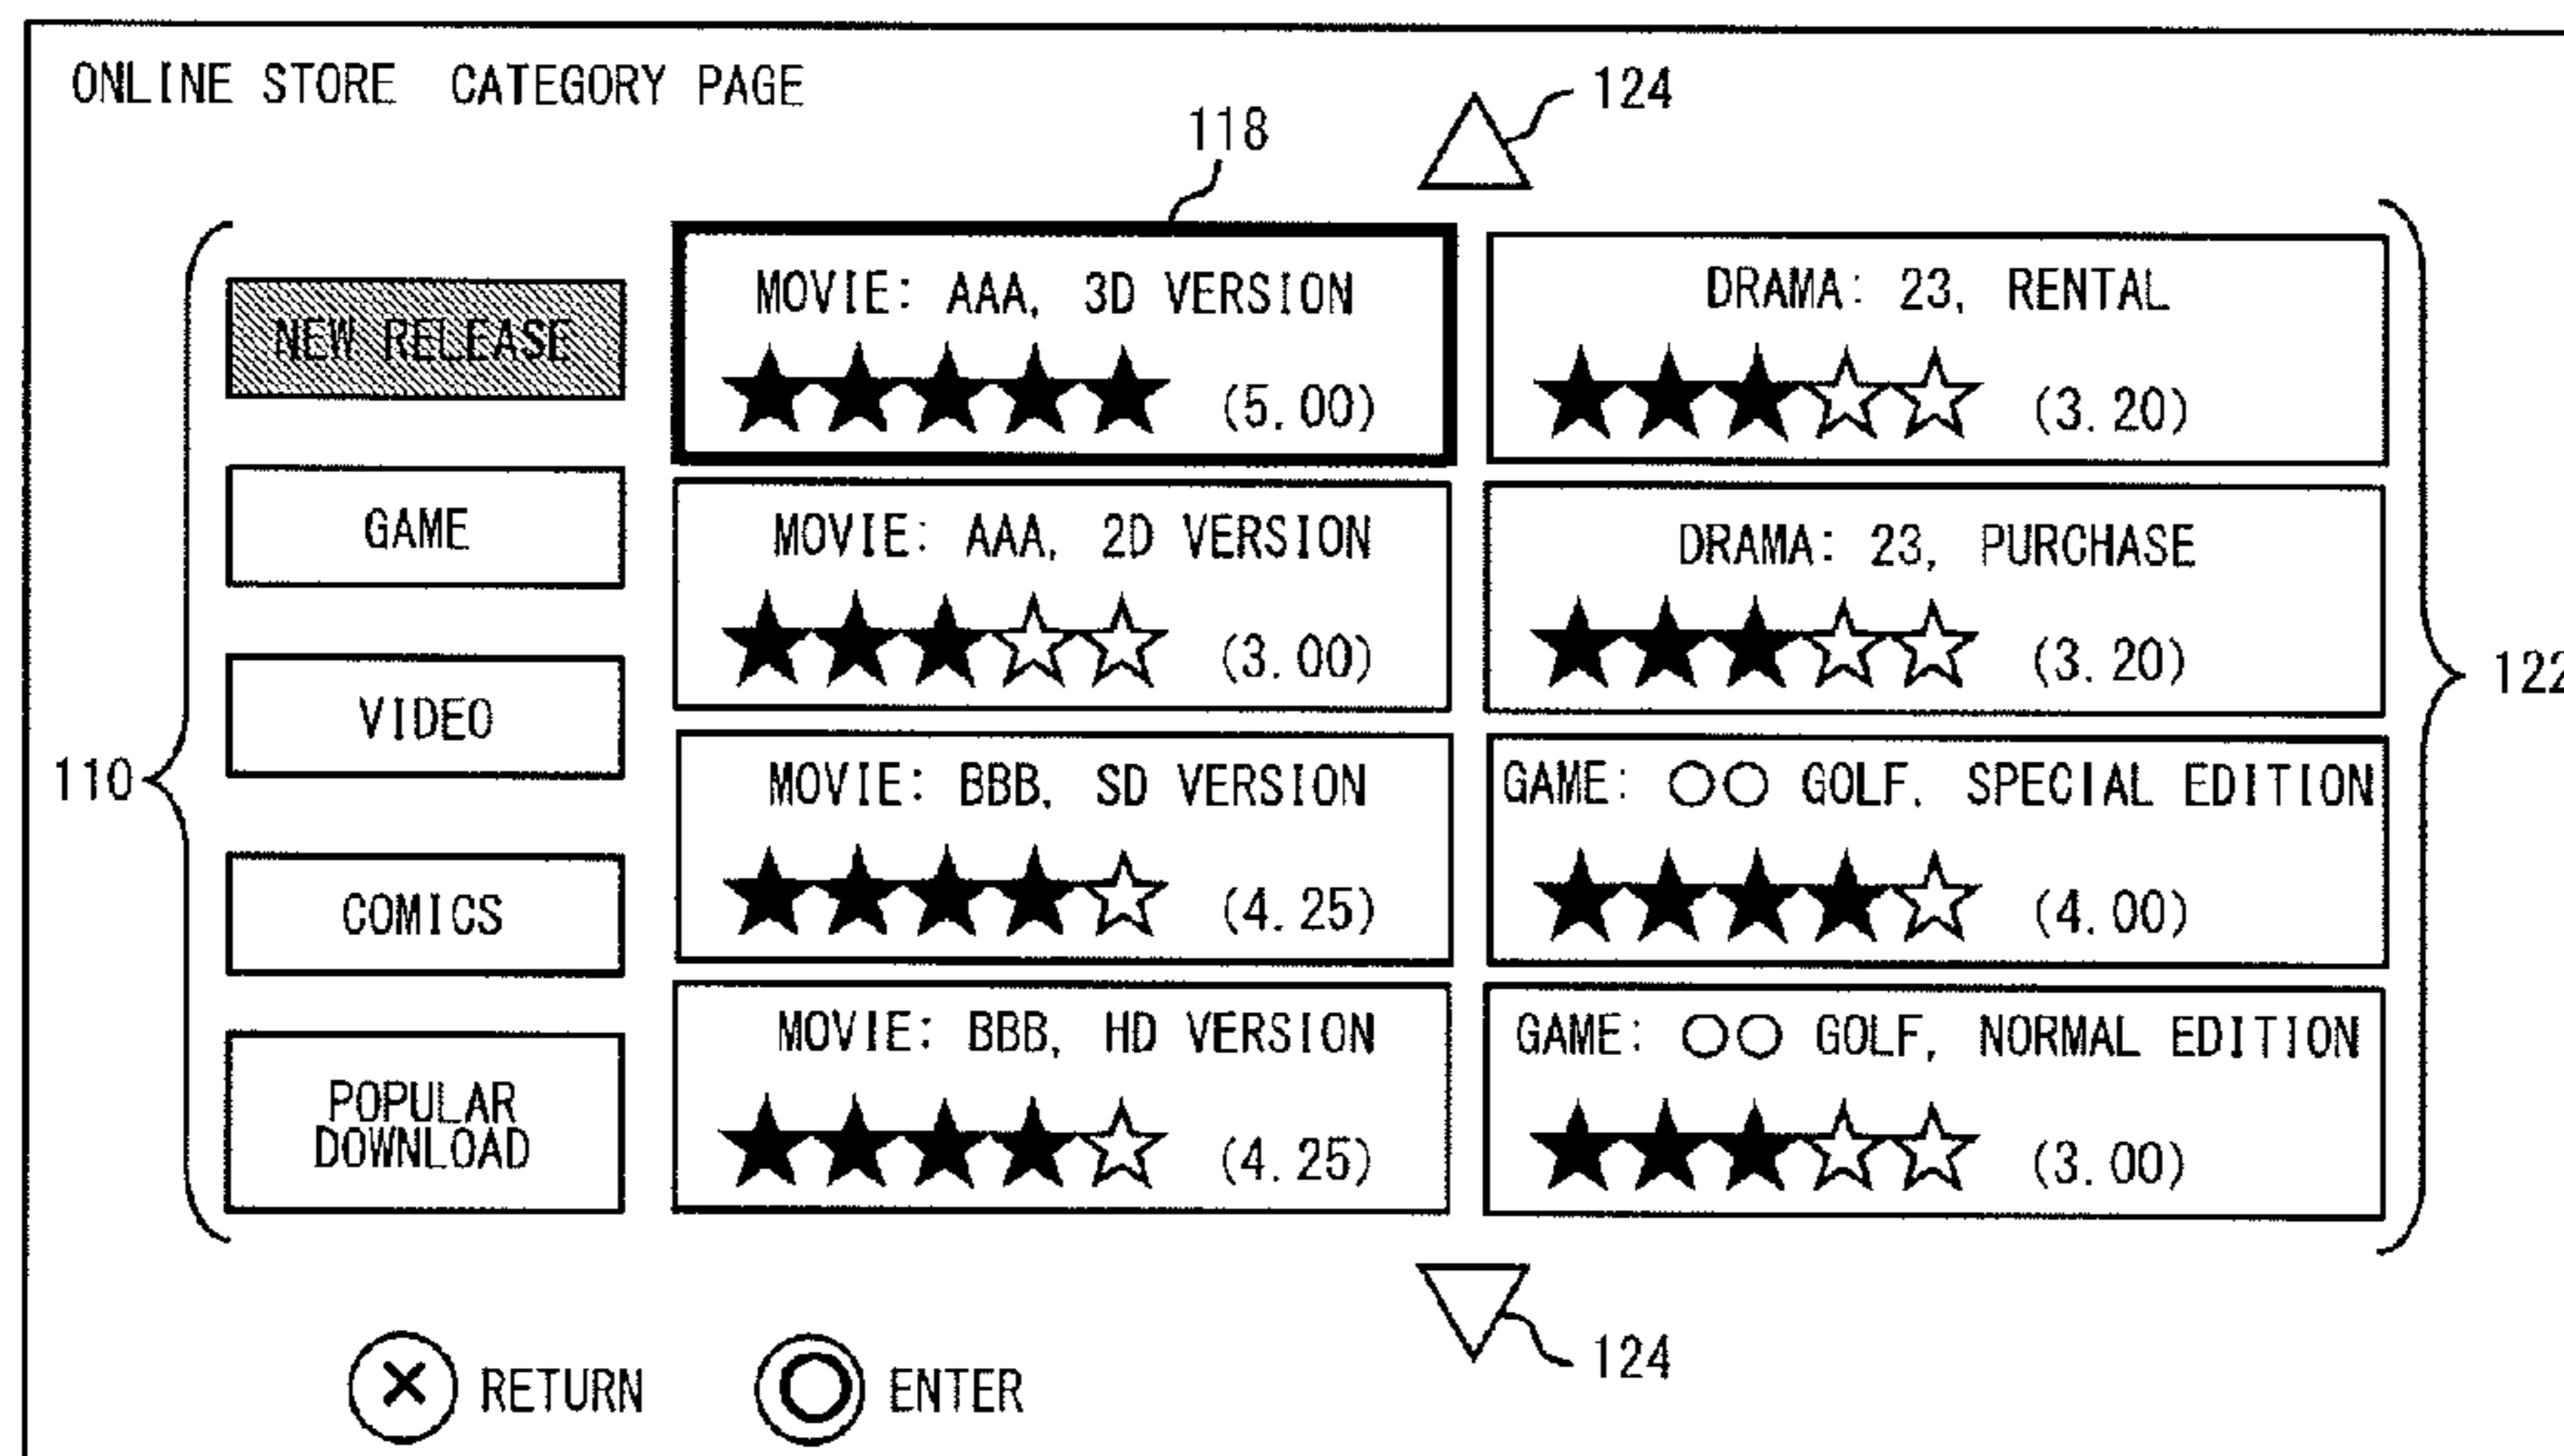 ONLINE STORE CATEGORY PAGE
124
118
NEW RELEASE
GAME
VIDEO
COMICS
POPULAR
DOWNLOAD
110
MOVIE: AAA, 3D VERSION
★★★★★ (5.00)
MOVIE: AAA, 2D VERSION
★★★☆☆ (3.00)
MOVIE: BBB, SD VERSION
★★★★☆ (4.25)
MOVIE: BBB, HD VERSION
★★★★☆ (4.25)
DRAMA: 23, RENTAL
★★★☆☆ (3.20)
DRAMA: 23, PURCHASE
★★★☆☆ (3.20)
GAME: ○○ GOLF, SPECIAL EDITION
★★★★☆ (4.00)
GAME: ○○ GOLF, NORMAL EDITION
★★★☆☆ (3.00)
122
124
RETURN
ENTER